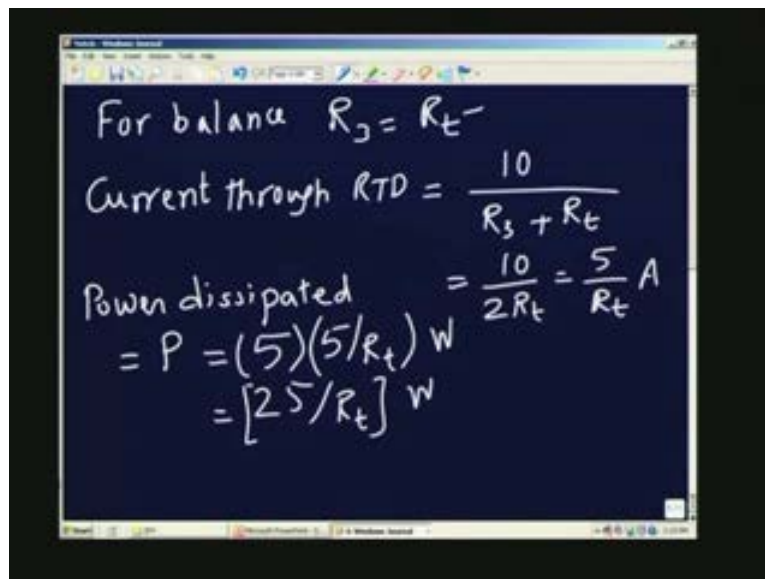 For balance R₃ = Rₜ
Current through RTD = 10 / (R₃ + Rₜ)
= 10 / 2Rₜ = 5 / Rₜ A
Power dissipated
= P = (5)(5/Rₜ) W
= [25/Rₜ] W